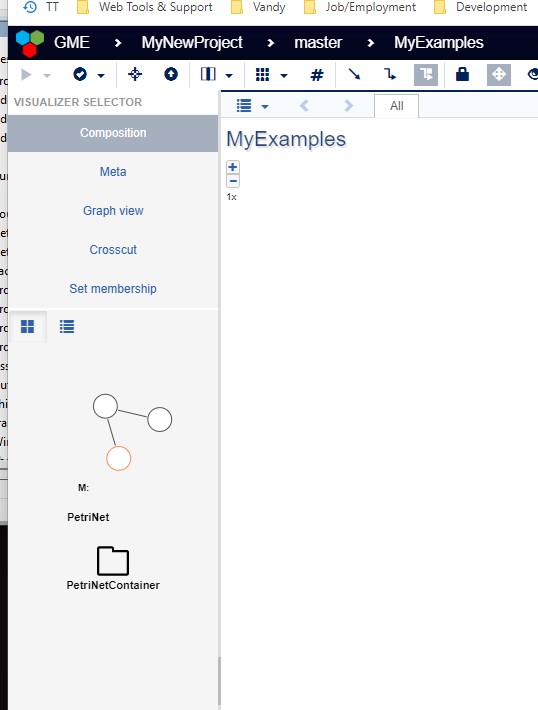 TT Web Tools & Support Vandy Job/Employment Development
GME > MyNewProject > master > MyExamples
VISUALIZER SELECTOR
All
Composition
MyExamples
Meta
1x
Graph view
Crosscut
Set membership
M:
PetriNet
PetriNetContainer